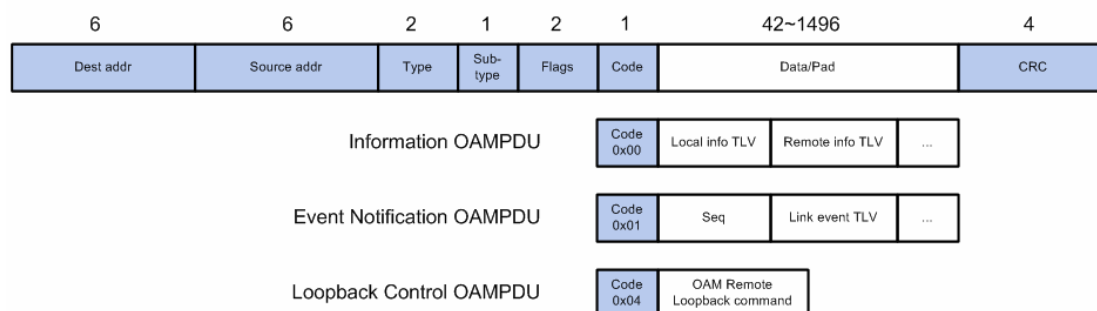 6 6 2 1 2 1 42~1496 4
Dest addr Source addr Type Sub-type Flags Code Data/Pad CRC
Information OAMPDU Code 0x00 Local info TLV Remote info TLV ...
Event Notification OAMPDU Code 0x01 Seq Link event TLV ...
Loopback Control OAMPDU Code 0x04 OAM Remote Loopback command